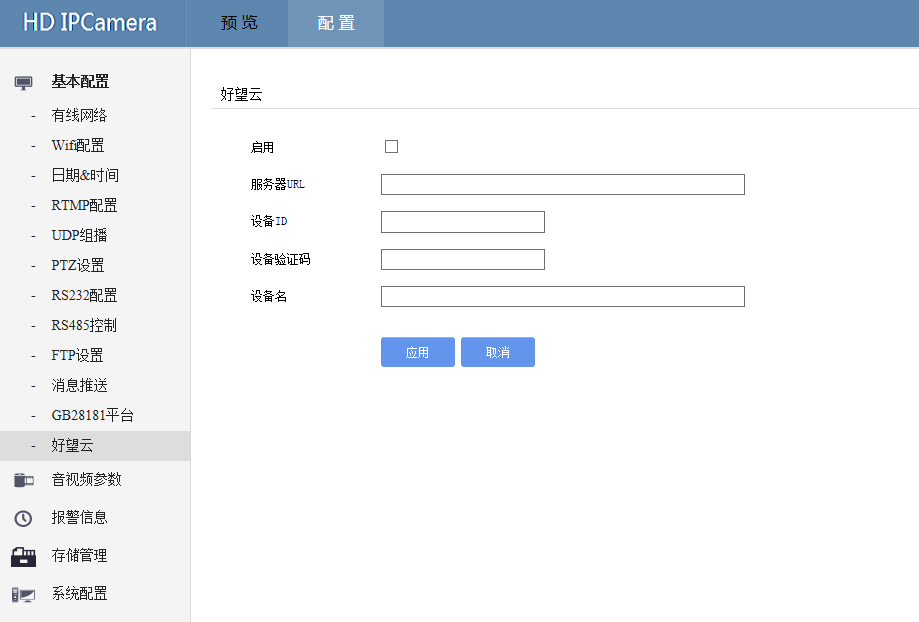 HD IPCamera
预 览
配 置
基本配置
- 有线网络
- Wifi配置
- 日期&时间
- RTMP配置
- UDP组播
- PTZ设置
- RS232配置
- RS485控制
- FTP设置
- 消息推送
- GB28181平台
- 好望云
音视频参数
报警信息
存储管理
系统配置
好望云
启用
服务器URL
设备ID
设备验证码
设备名
应用
取消